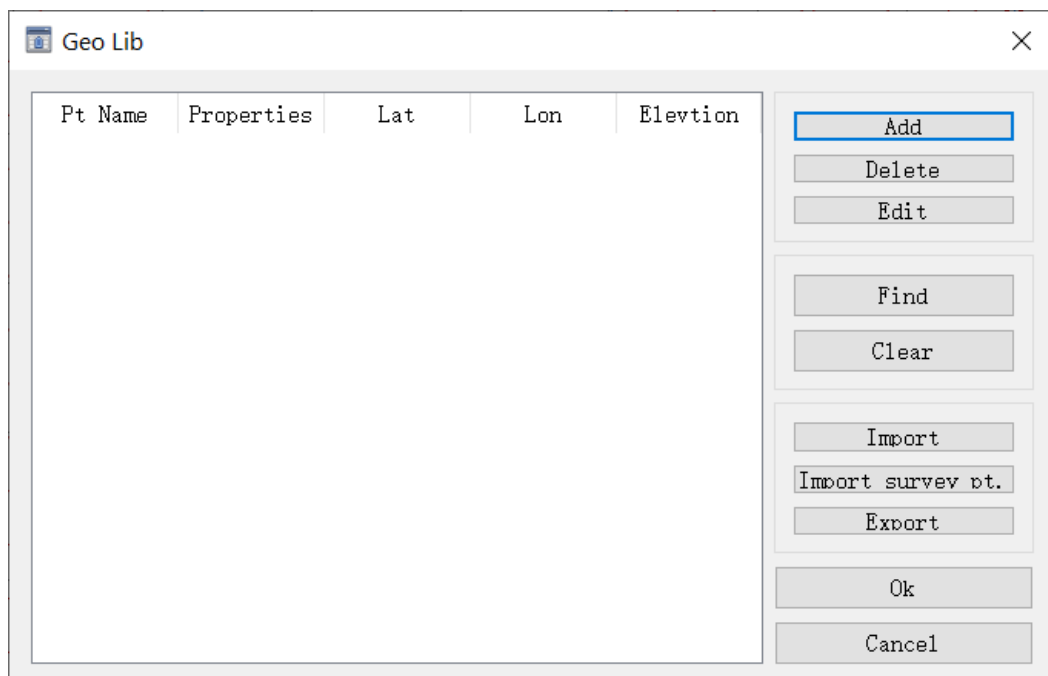 Geo Lib
Pt Name Properties Lat Lon Elevtion
Add
Delete
Edit
Find
Clear
Import
Import survey pt.
Export
Ok
Cancel